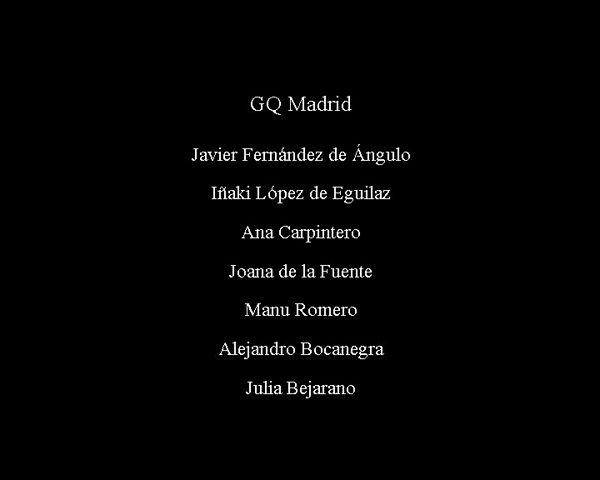 GQ Madrid
Javier Fernández de Ángulo
Iñaki López de Eguilaz
Ana Carpintero
Joana de la Fuente
Manu Romero
Alejandro Bocanegra
Julia Bejarano